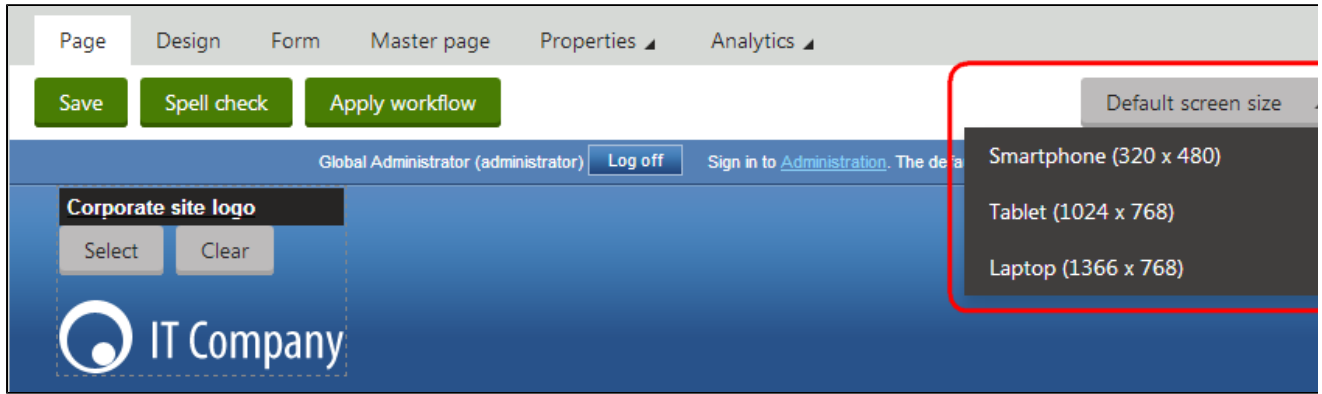 Page Design Form Master page Properties Analytics
Save Spell check Apply workflow Default screen size
Global Administrator (administrator) Log off Sign in to Administration. The
Smartphone (320 x 480)
Corporate site logo
Tablet (1024 x 768)
Select Clear
Laptop (1366 x 768)
IT Company